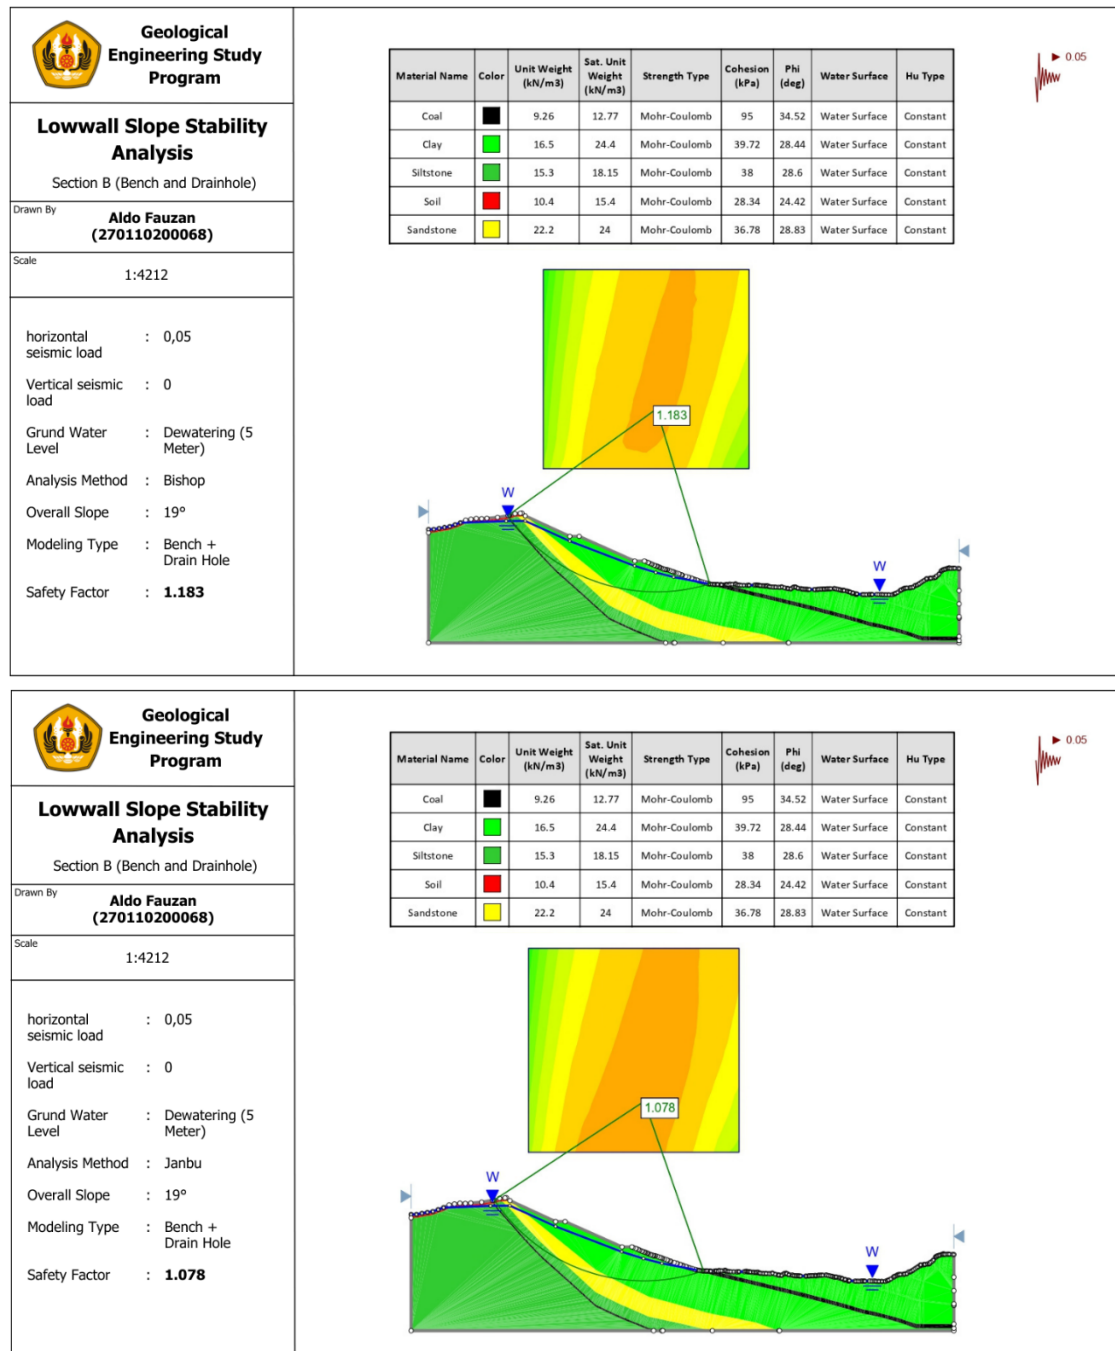 Geological
Engineering Study
Program
Lowwall Slope Stability
Analysis
Section B (Bench and Drainhole)
Drawn By
Aldo Fauzan
(270110200068)
Scale
1:4212
horizontal seismic load : 0,05
Vertical seismic load : 0
Grund Water Level : Dewatering (5 Meter)
Analysis Method : Bishop
Overall Slope : 19°
Modeling Type : Bench + Drain Hole
Safety Factor : 1.183
Material Name Color Unit Weight (kN/m3) Sat. Unit Weight (kN/m3) Strength Type Cohesion (kPa) Phi (deg) Water Surface Hu Type
Coal 9.26 12.77 Mohr-Coulomb 95 34.52 Water Surface Constant
Clay 16.5 24.4 Mohr-Coulomb 39.72 28.44 Water Surface Constant
Siltstone 15.3 18.15 Mohr-Coulomb 38 28.6 Water Surface Constant
Soil 10.4 15.4 Mohr-Coulomb 28.34 24.42 Water Surface Constant
Sandstone 22.2 24 Mohr-Coulomb 36.78 28.83 Water Surface Constant
0.05
1.183
W
W
Geological
Engineering Study
Program
Lowwall Slope Stability
Analysis
Section B (Bench and Drainhole)
Drawn By
Aldo Fauzan
(270110200068)
Scale
1:4212
horizontal seismic load : 0,05
Vertical seismic load : 0
Grund Water Level : Dewatering (5 Meter)
Analysis Method : Janbu
Overall Slope : 19°
Modeling Type : Bench + Drain Hole
Safety Factor : 1.078
Material Name Color Unit Weight (kN/m3) Sat. Unit Weight (kN/m3) Strength Type Cohesion (kPa) Phi (deg) Water Surface Hu Type
Coal 9.26 12.77 Mohr-Coulomb 95 34.52 Water Surface Constant
Clay 16.5 24.4 Mohr-Coulomb 39.72 28.44 Water Surface Constant
Siltstone 15.3 18.15 Mohr-Coulomb 38 28.6 Water Surface Constant
Soil 10.4 15.4 Mohr-Coulomb 28.34 24.42 Water Surface Constant
Sandstone 22.2 24 Mohr-Coulomb 36.78 28.83 Water Surface Constant
0.05
1.078
W
W